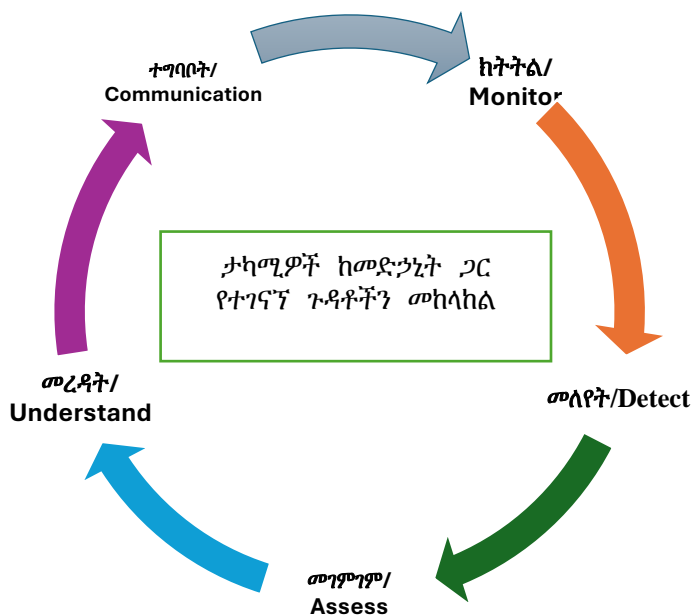 ተግባቦት/
Communication
ክትትል/
Monitor
ታካሚዎች ከመድኃኒት ጋር
የተገናኙ ጉዳቶችን መከላከል
መረዳት/
Understand
መለየት/Detect
መገምገም/
Assess